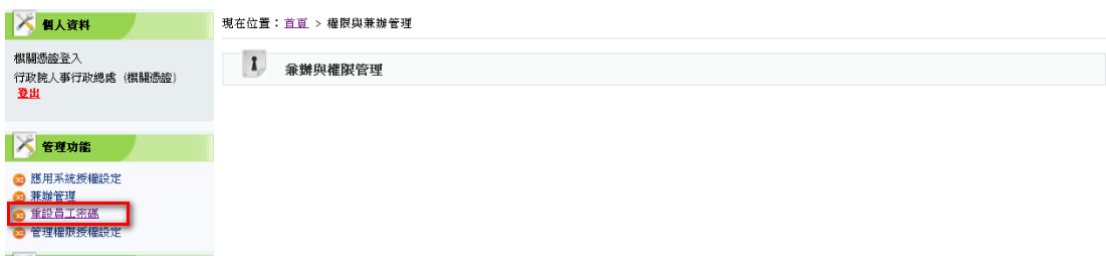 個人資料
機關憑證登入
行政院人事行政總處 (機關憑證)
登出
管理功能
應用系統授權設定
兼辦管理
重設員工密碼
管理權限授權設定
現在位置：首頁 > 權限與兼辦管理
兼辦與權限管理